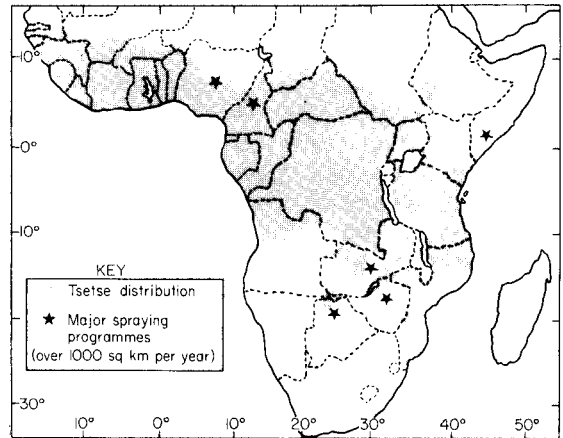 10°
-0°
-10°
-30°
KEY
Tsetse distribution
★ Major spraying
programmes
(over 1000 sq km per year)
10° 0° 10° 20° 30° 40° 50°